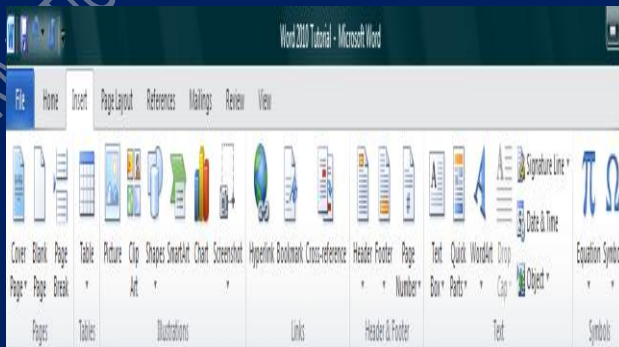 Word 2010 Tutorial - Microsoft Word
File Home Insert Page Layout References Mailings Review View
Cover Page Blank Page Page Break Table Picture Clip Art Shapes SmartArt Chart Screenshot Hyperlink Bookmark Cross-reference Header Footer Page Number Text Box Quick Parts WordArt Drop Cap Signature Line Date & Time Object Equation Symbol
Pages Tables Illustrations Links Header & Footer Text Symbols